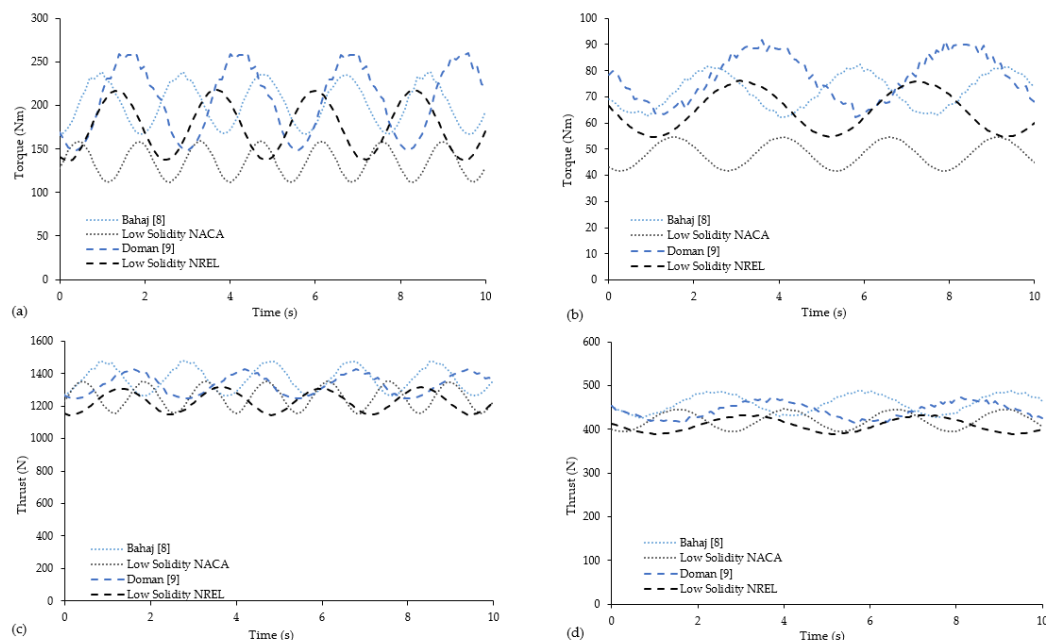 300
250
200
150
100
50
0
Torque (Nm)
Bahaj [8]
Low Solidity NACA
Doman [9]
Low Solidity NREL
0 2 4 6 8 10
Time (s)
(a)
100
90
80
70
60
50
40
30
20
10
0
Torque (Nm)
Bahaj [8]
Low Solidity NACA
Doman [9]
Low Solidity NREL
0 2 4 6 8 10
Time (s)
(b)
1600
1400
1200
1000
800
600
400
200
0
Thrust (N)
Bahaj [8]
Low Solidity NACA
Doman [9]
Low Solidity NREL
0 2 4 6 8 10
Time (s)
(c)
600
500
400
300
200
100
0
Thrust (N)
Bahaj [8]
Low Solidity NACA
Doman [9]
Low Solidity NREL
0 2 4 6 8 10
Time (s)
(d)